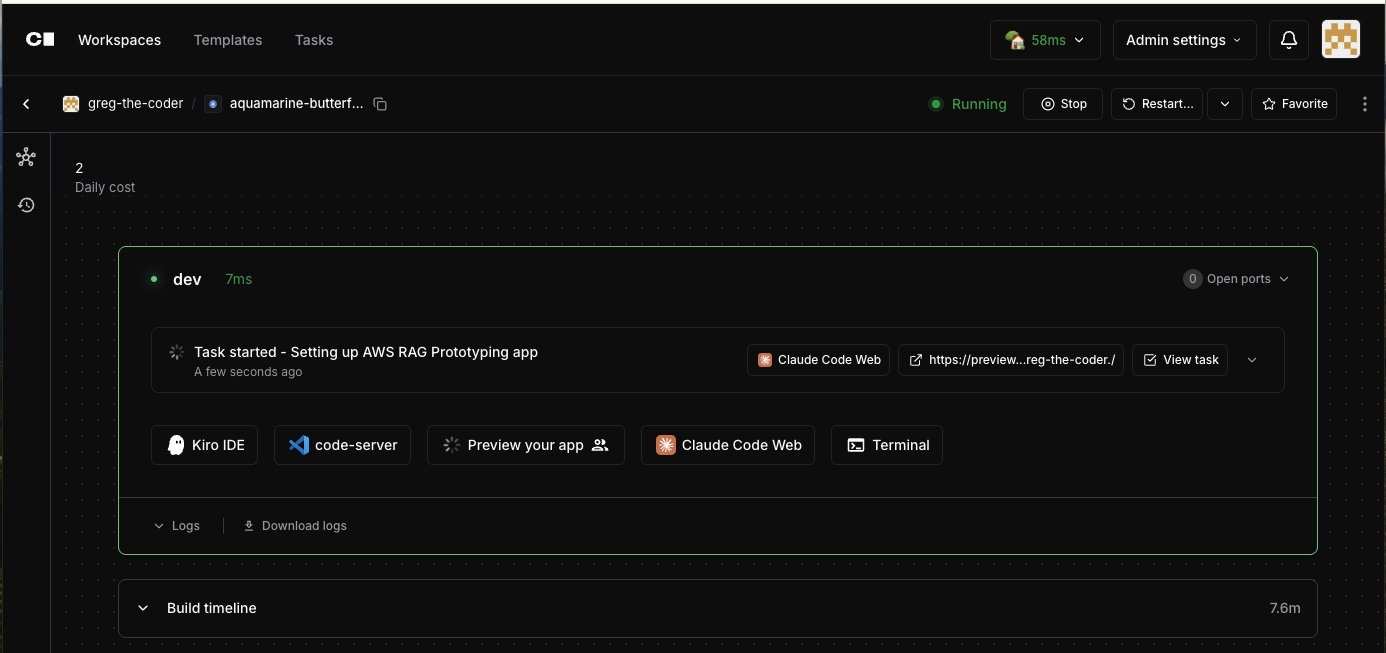 Workspaces Templates Tasks 58ms Admin settings
greg-the-coder / aquamarine-butterf... Running Stop Restart... Favorite
2
Daily cost
dev 7ms 0 Open ports
Task started - Setting up AWS RAG Prototyping app
A few seconds ago
Claude Code Web https://preview...reg-the-coder./ View task
Kiro IDE code-server Preview your app Claude Code Web Terminal
Logs Download logs
Build timeline 7.6m